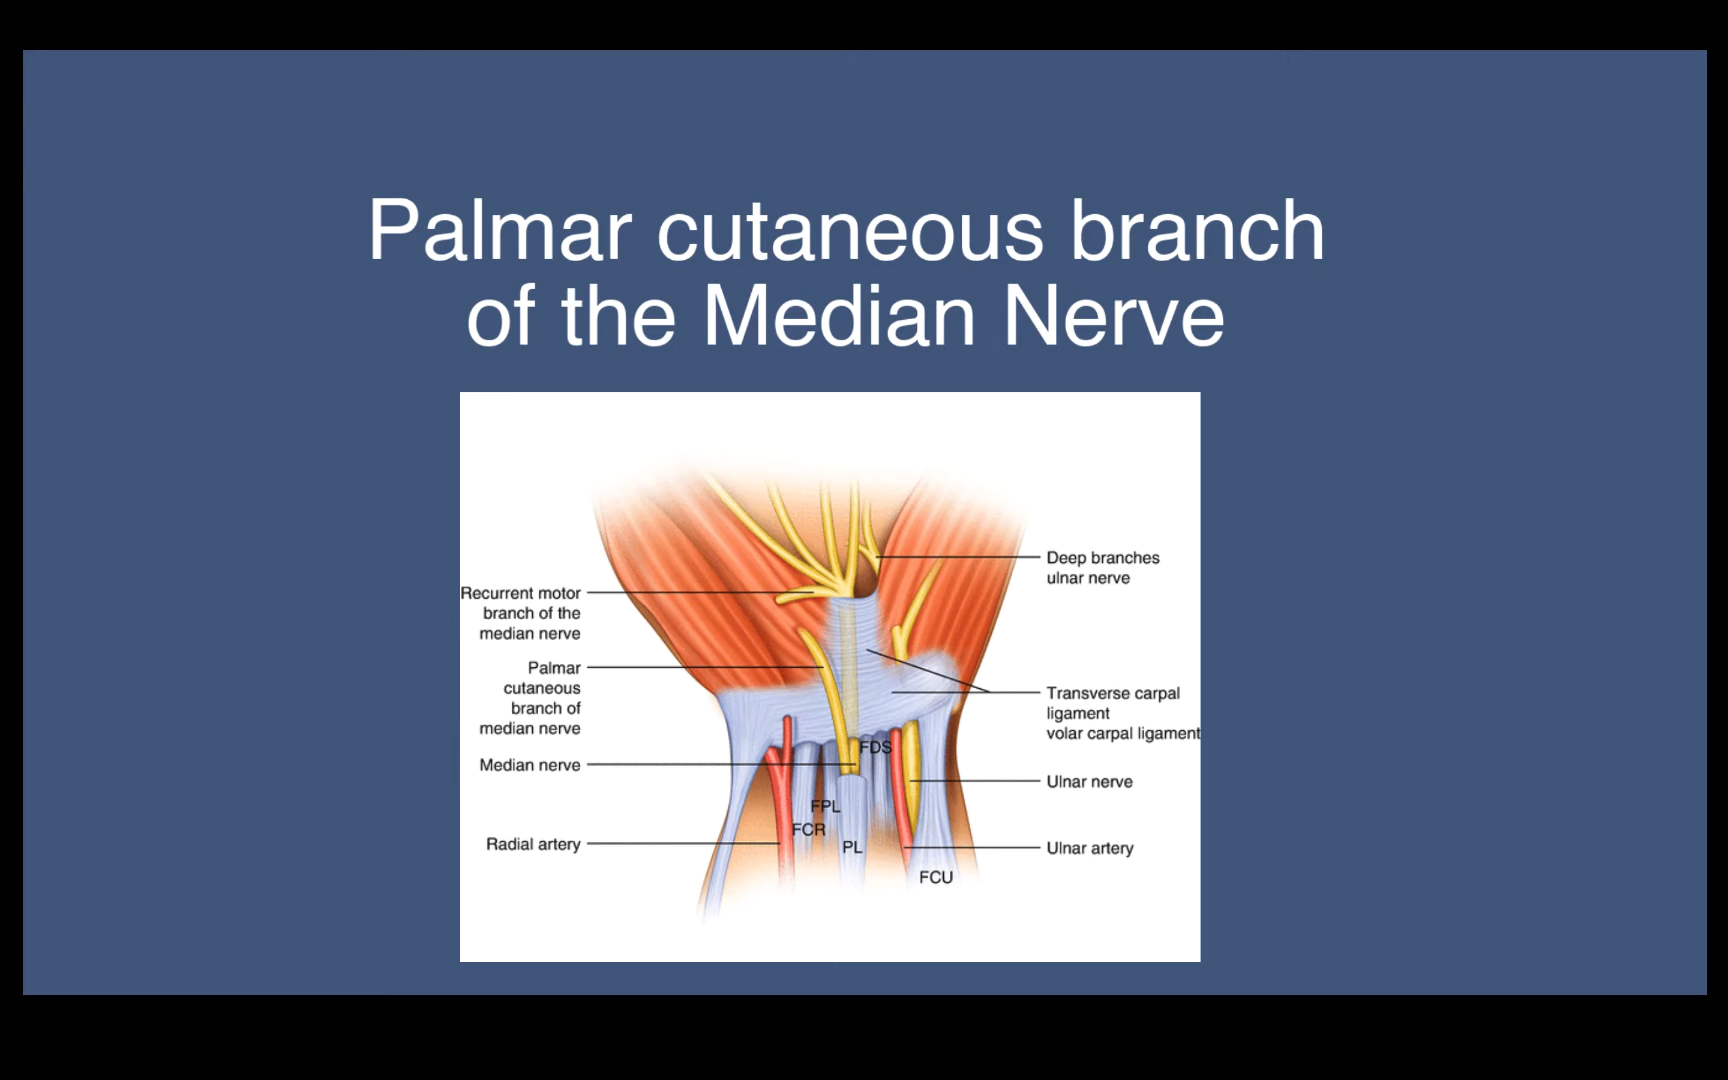 Palmar cutaneous branch
of the Median Nerve
Deep branches
ulnar nerve
Recurrent motor
branch of the
median nerve
Palmar
cutaneous
branch of
median nerve
Transverse carpal
ligament
volar carpal ligament
FDS
Median nerve
Ulnar nerve
FPL
FCR
Radial artery
PL
Ulnar artery
FCU